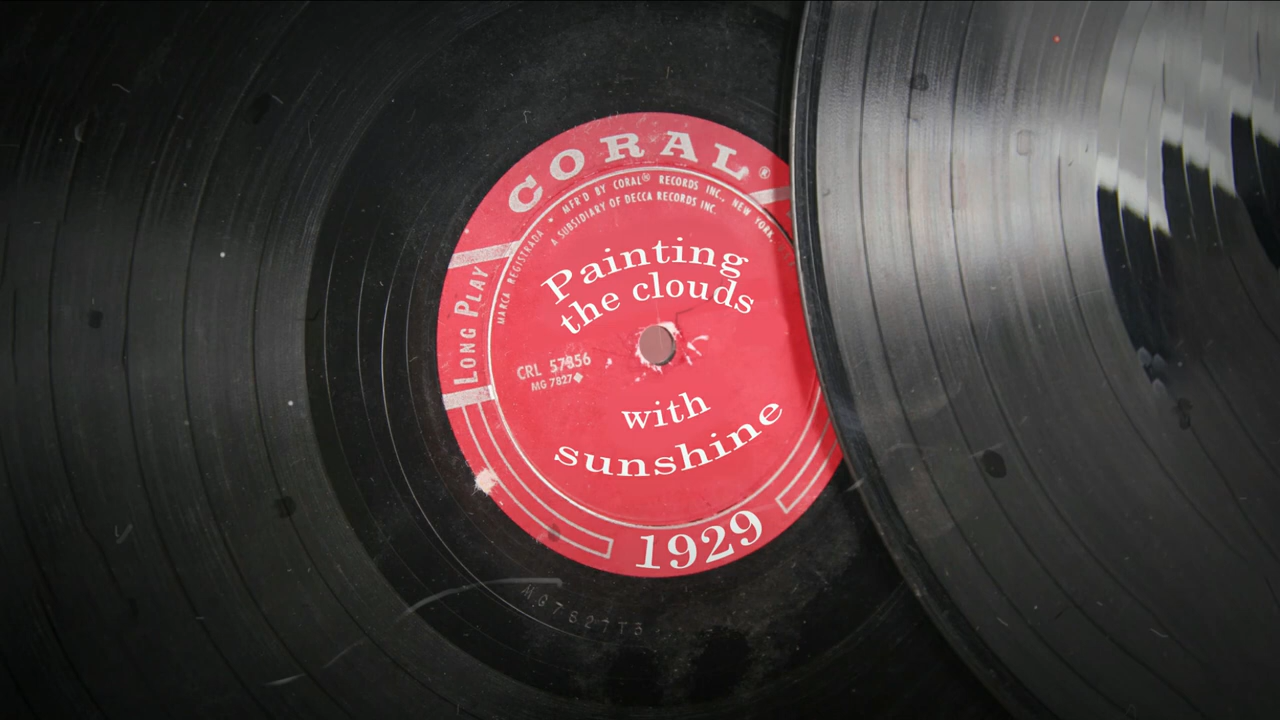 CORAL®
MARCA REGISTRADA • MFR'D BY CORAL® RECORDS INC., NEW YORK,
A SUBSIDIARY OF DECCA RECORDS INC.
LONG PLAY
Painting
the clouds
CRL 57856
MG 7827◆
with
sunshine
1929
MG7827T3